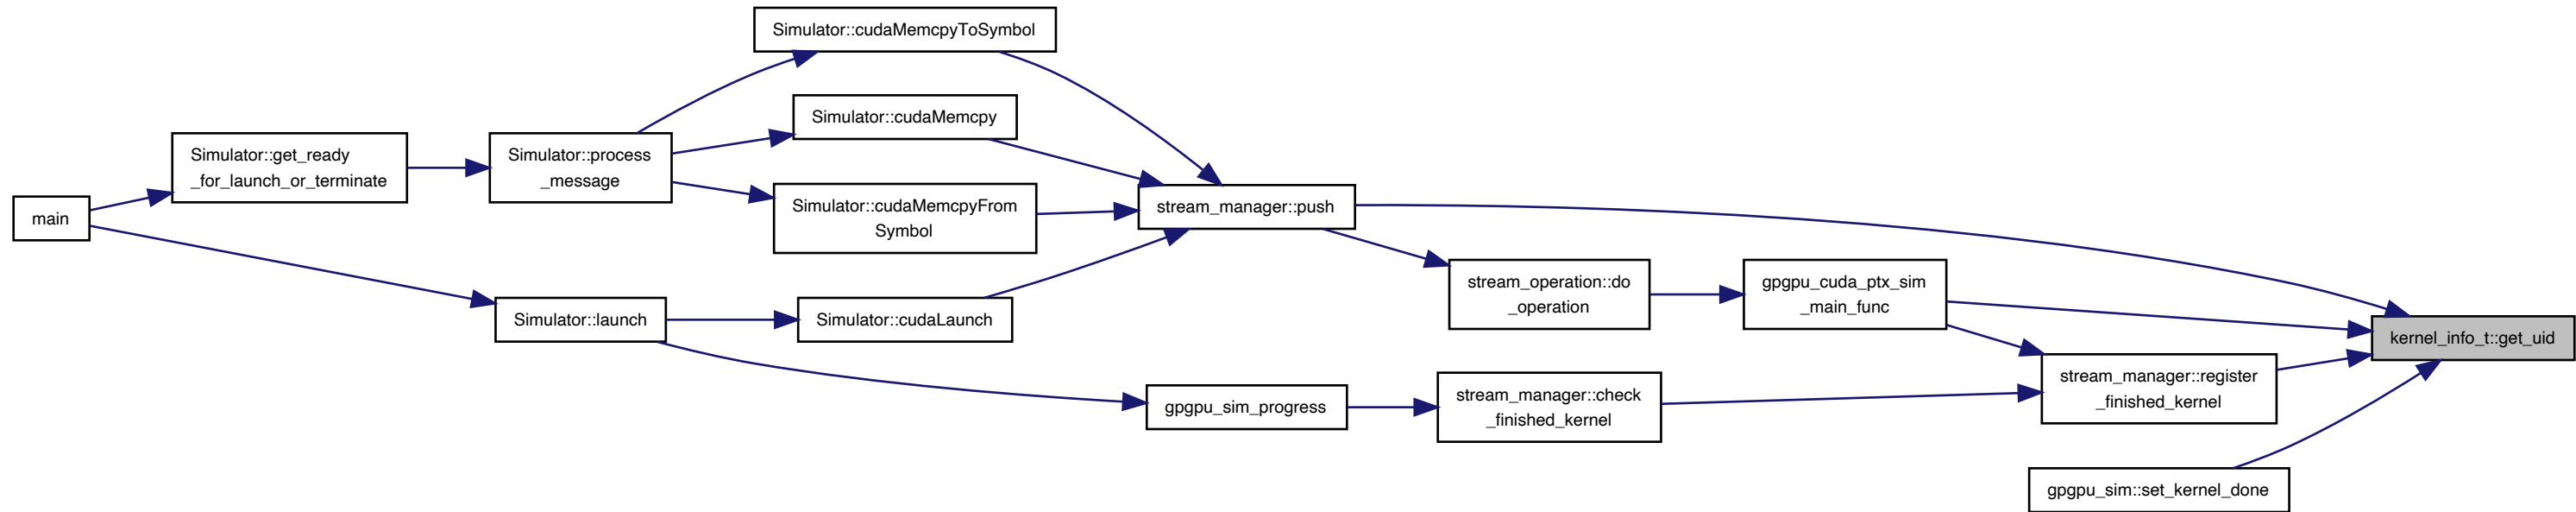 Simulator::cudaMemcpyToSymbol
Simulator::cudaMemcpy
Simulator::get_ready
_for_launch_or_terminate
Simulator::process
_message
main
Simulator::cudaMemcpyFrom
Symbol
stream_manager::push
stream_operation::do
_operation
gpgpu_cuda_ptx_sim
_main_func
Simulator::launch
Simulator::cudaLaunch
kernel_info_t::get_uid
gpgpu_sim_progress
stream_manager::check
_finished_kernel
stream_manager::register
_finished_kernel
gpgpu_sim::set_kernel_done